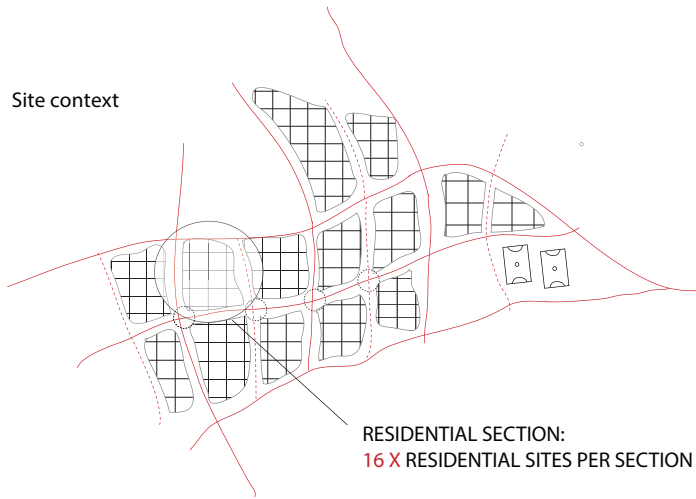 Site context
RESIDENTIAL SECTION:
16 X RESIDENTIAL SITES PER SECTION